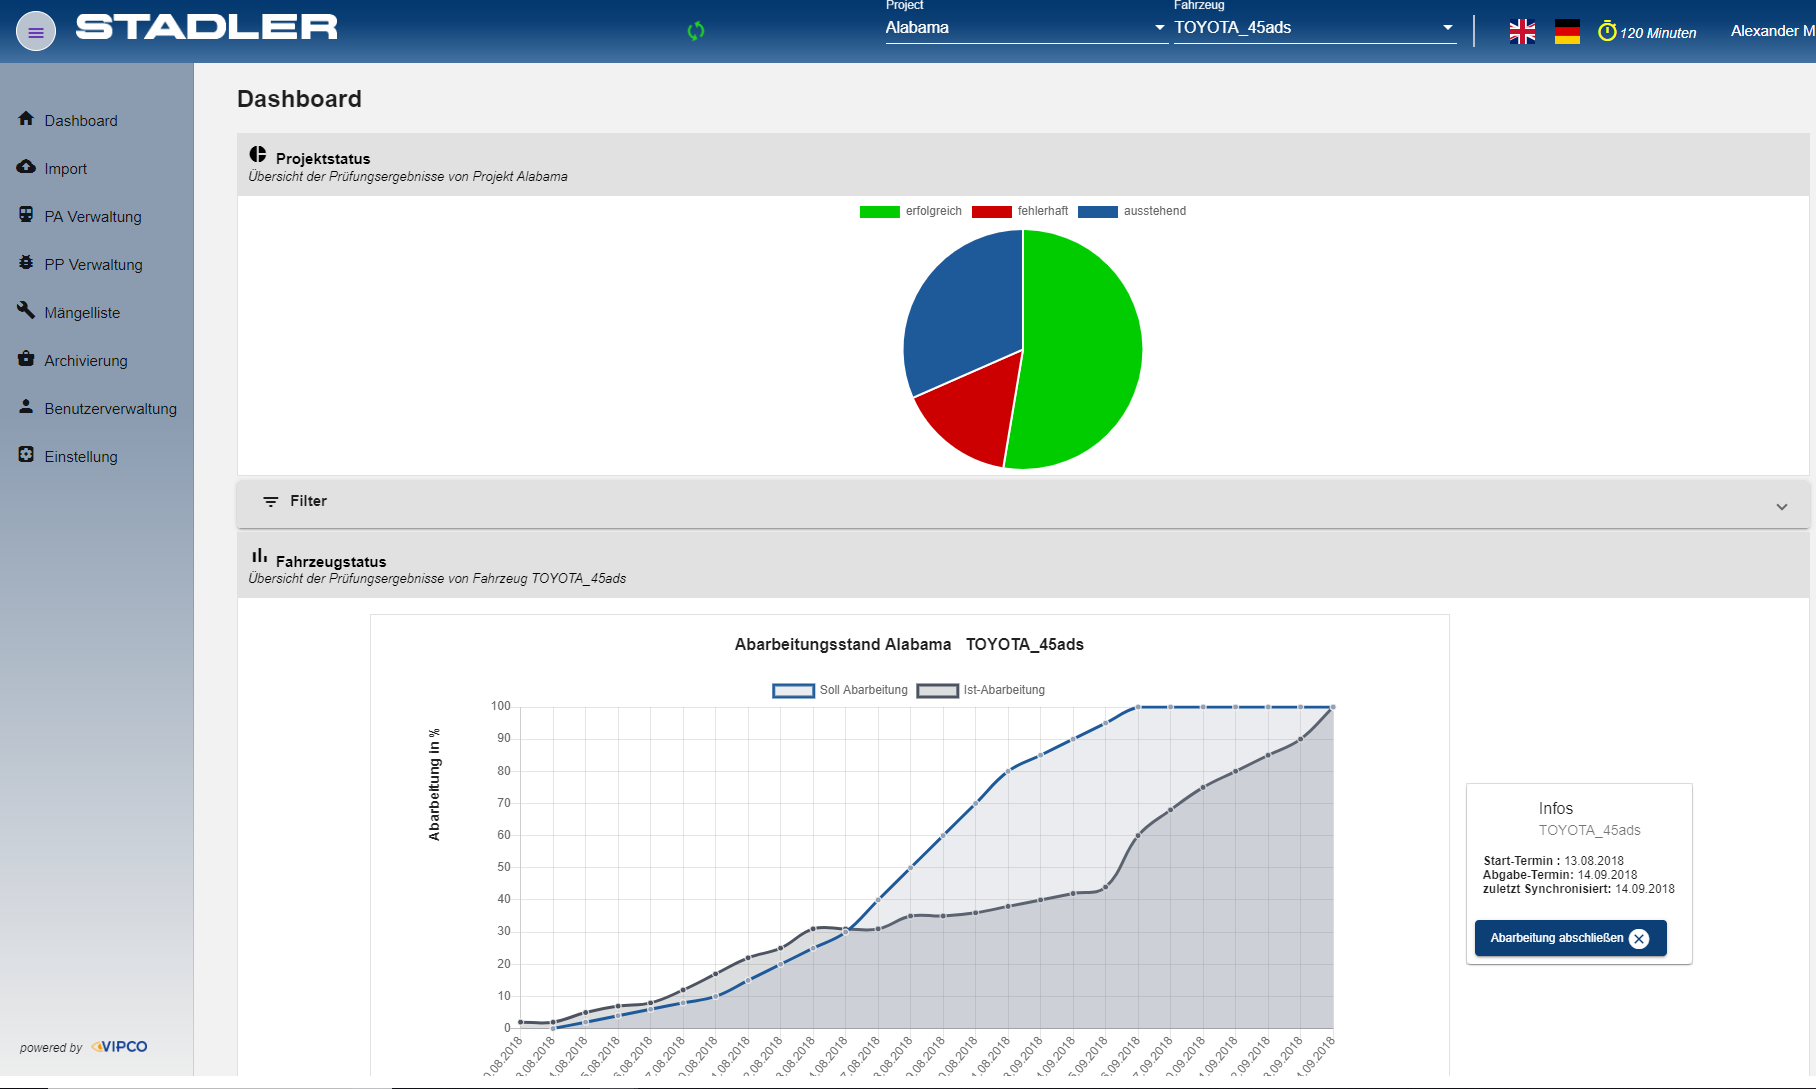 STADLER
Project
Alabama
Fahrzeug
TOYOTA_45ads
120 Minuten
Alexander M
Dashboard
Import
PA Verwaltung
PP Verwaltung
Mängelliste
Archivierung
Benutzerverwaltung
Einstellung
powered by VIPCO
Dashboard
Projektstatus
Übersicht der Prüfungsergebnisse von Projekt Alabama
erfolgreich fehlerhaft ausstehend
Filter
Fahrzeugstatus
Übersicht der Prüfungsergebnisse von Fahrzeug TOYOTA_45ads
Abarbeitungsstand Alabama TOYOTA_45ads
Soll Abarbeitung Ist-Abarbeitung
Abarbeitung in %
100
90
80
70
60
50
40
30
20
10
0
Infos
TOYOTA_45ads
Start-Termin : 13.08.2018
Abgabe-Termin: 14.09.2018
zuletzt Synchronisiert: 14.09.2018
Abarbeitung abschließen